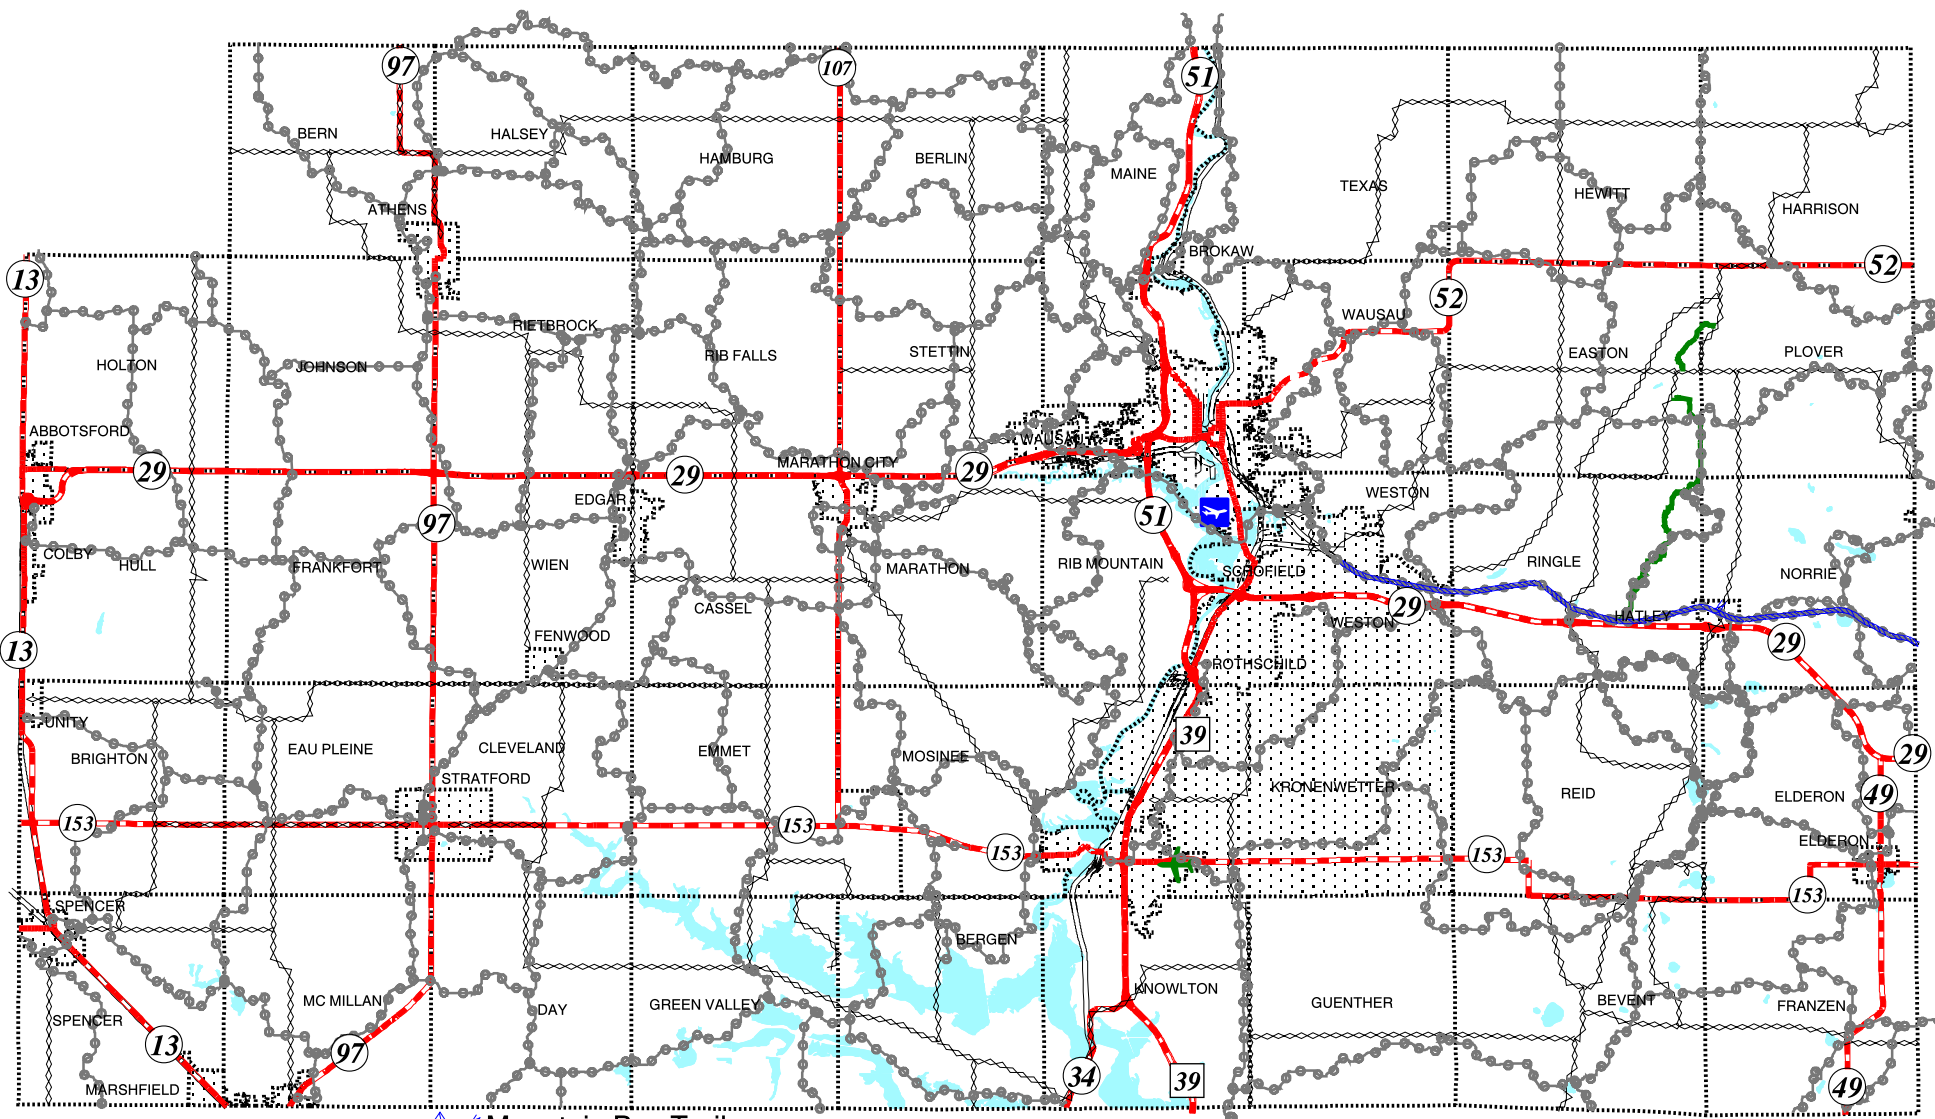 97
107
51
BERN
HALSEY
HAMBURG
BERLIN
MAINE
TEXAS
HEWITT
HARRISON
ATHENS
BROKAW
13
52
52
RIETBROCK
WAUSAU
HOLTON
JOHNSON
RIB FALLS
STETTIN
EASTON
PLOVER
ABBOTSFORD
WAUSAU
29
29
MARATHON CITY
29
EDGAR
WESTON
97
51
COLBY
HULL
FRANKFORT
WIEN
MARATHON
RIB MOUNTAIN
SCHOFIELD
RINGLE
NORRIE
CASSEL
29
HATLEY
FENWOOD
WESTON
29
13
ROTHSCHILD
UNITY
BRIGHTON
EAU PLEINE
CLEVELAND
EMMET
MOSINEE
39
29
STRATFORD
KRONENWETTER
REID
ELDERON
49
153
153
153
153
ELDERON
153
SPENCER
BERGEN
MC MILLAN
DAY
GREEN VALLEY
KNOWLTON
GUENTHER
BEVENT
FRANZEN
SPENCER
13
97
34
39
49
MARSHFIELD